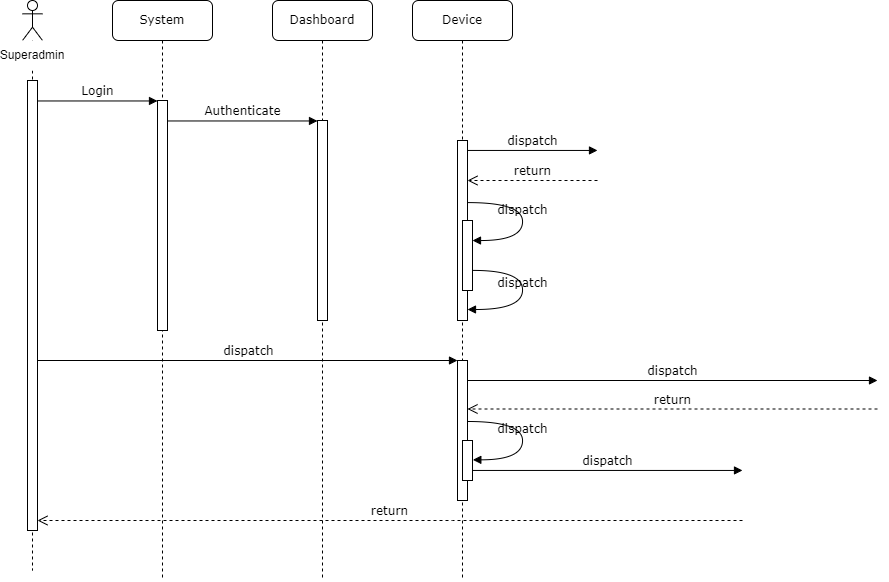 System
Dashboard
Device
Superadmin
Login
Authenticate
dispatch
return
dispatch
dispatch
dispatch
dispatch
return
dispatch
dispatch
return